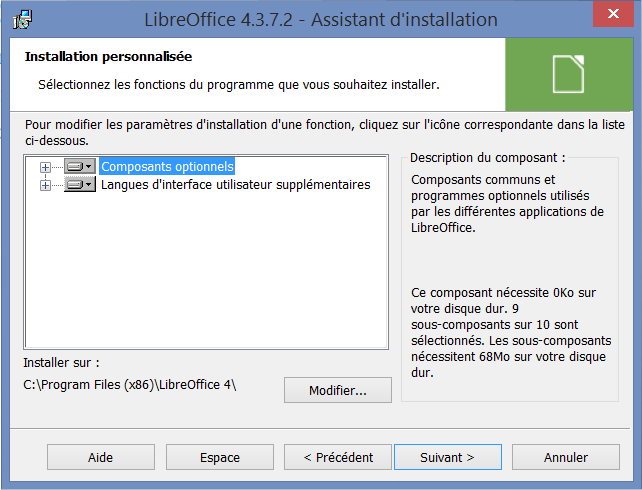 LibreOffice 4.3.7.2 - Assistant d'installation
Installation personnalisée
Sélectionnez les fonctions du programme que vous souhaitez installer.
Pour modifier les paramètres d'installation d'une fonction, cliquez sur l'icône correspondante dans la liste
ci-dessous.
Composants optionnels
Langues d'interface utilisateur supplémentaires
Description du composant :
Composants communs et
programmes optionnels utilisés
par les différentes applications de
LibreOffice.
Ce composant nécessite 0Ko sur
votre disque dur. 9
sous-composants sur 10 sont
sélectionnés. Les sous-composants
nécessitent 68Mo sur votre disque
dur.
Installer sur :
C:\Program Files (x86)\LibreOffice 4\
Modifier...
Aide
Espace
< Précédent
Suivant >
Annuler